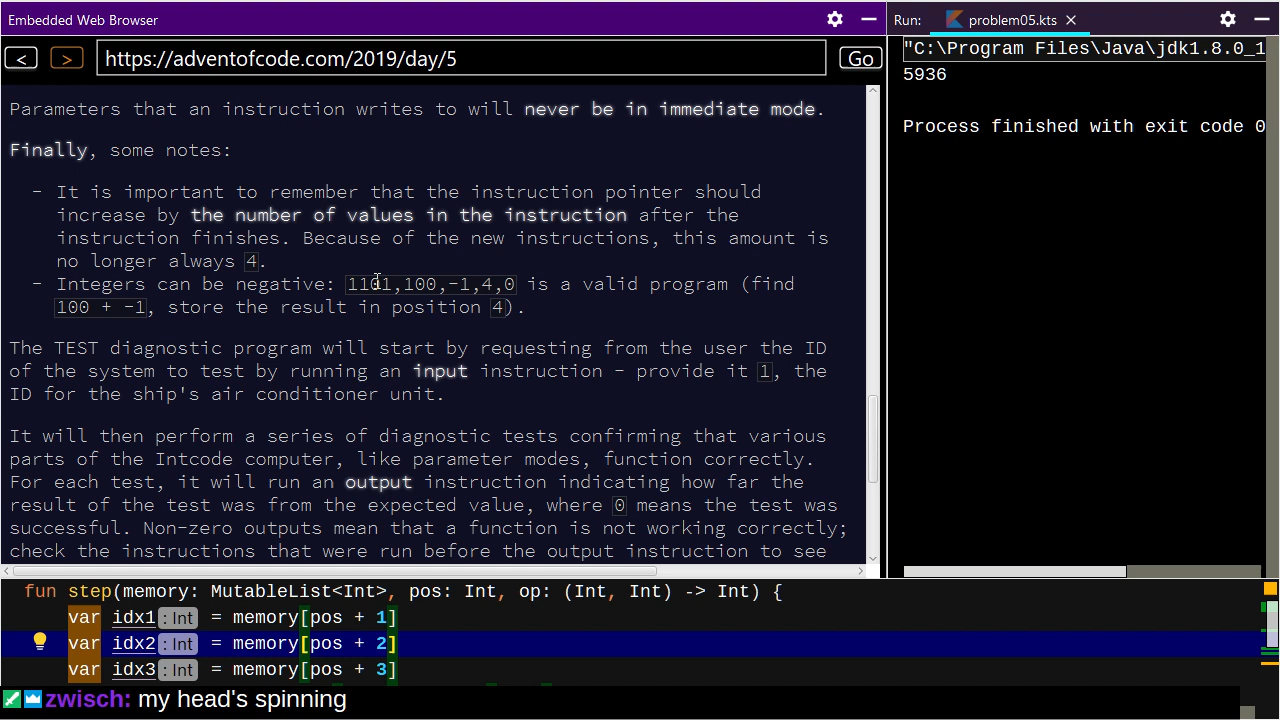 Embedded Web Browser
Run: problem05.kts
< > https://adventofcode.com/2019/day/5 Go
"C:\Program Files\Java\jdk1.8.0_1
5936
Process finished with exit code 0
Parameters that an instruction writes to will never be in immediate mode.
Finally, some notes:
- It is important to remember that the instruction pointer should
increase by the number of values in the instruction after the
instruction finishes. Because of the new instructions, this amount is
no longer always 4.
- Integers can be negative: 1101,100,-1,4,0 is a valid program (find
100 + -1, store the result in position 4).
The TEST diagnostic program will start by requesting from the user the ID
of the system to test by running an input instruction - provide it 1, the
ID for the ship's air conditioner unit.
It will then perform a series of diagnostic tests confirming that various
parts of the Intcode computer, like parameter modes, function correctly.
For each test, it will run an output instruction indicating how far the
result of the test was from the expected value, where 0 means the test was
successful. Non-zero outputs mean that a function is not working correctly;
check the instructions that were run before the output instruction to see
fun step(memory: MutableList<Int>, pos: Int, op: (Int, Int) -> Int) {
var idx1 : Int = memory[pos + 1]
var idx2 : Int = memory[pos + 2]
var idx3 : Int = memory[pos + 3]
zwisch: my head's spinning